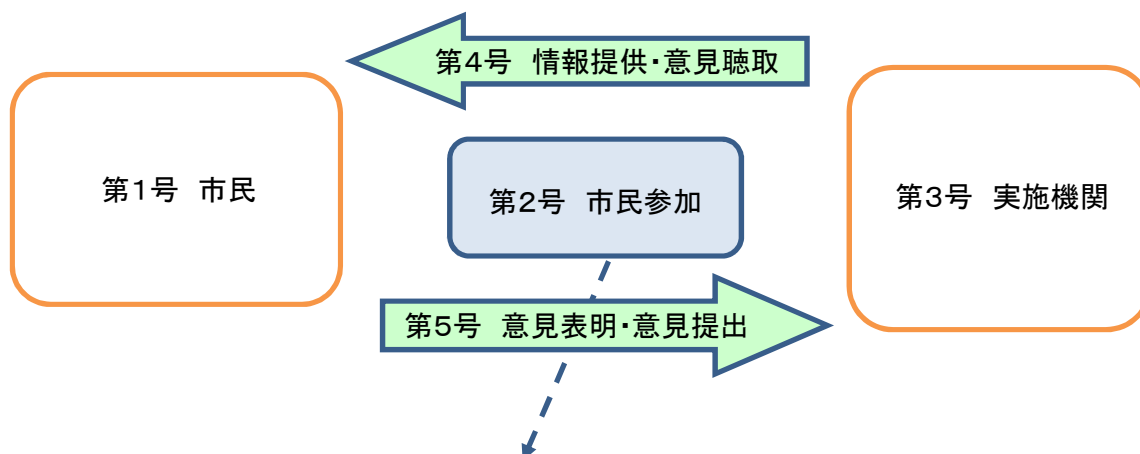 第4号　情報提供・意見聴取
第1号　市民
第2号　市民参加
第3号　実施機関
第5号　意見表明・意見提出